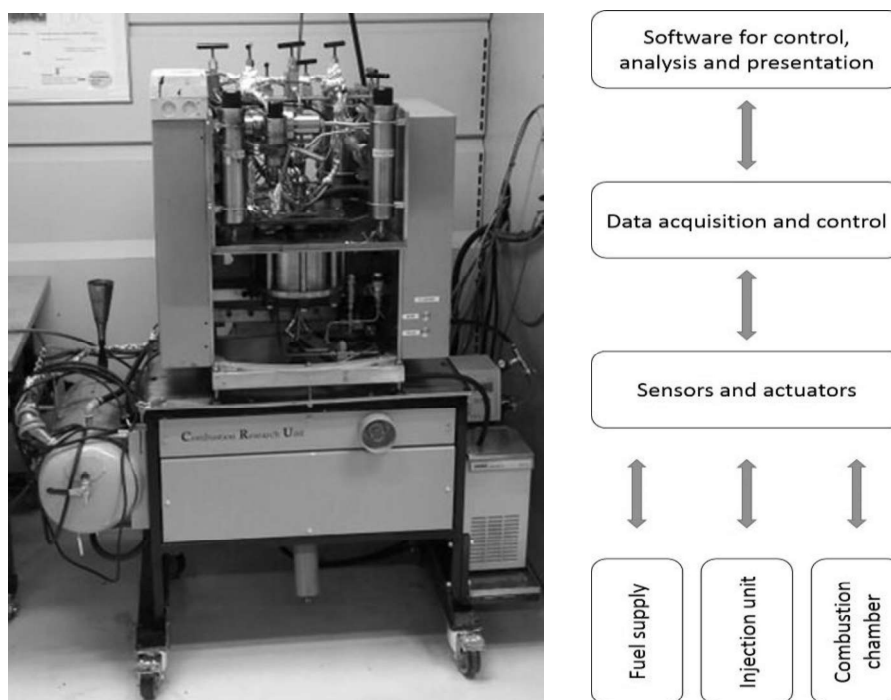 Combustion Research Unit
Software for control,
analysis and presentation
Data acquisition and control
Sensors and actuators
Fuel supply
Injection unit
Combustion
chamber